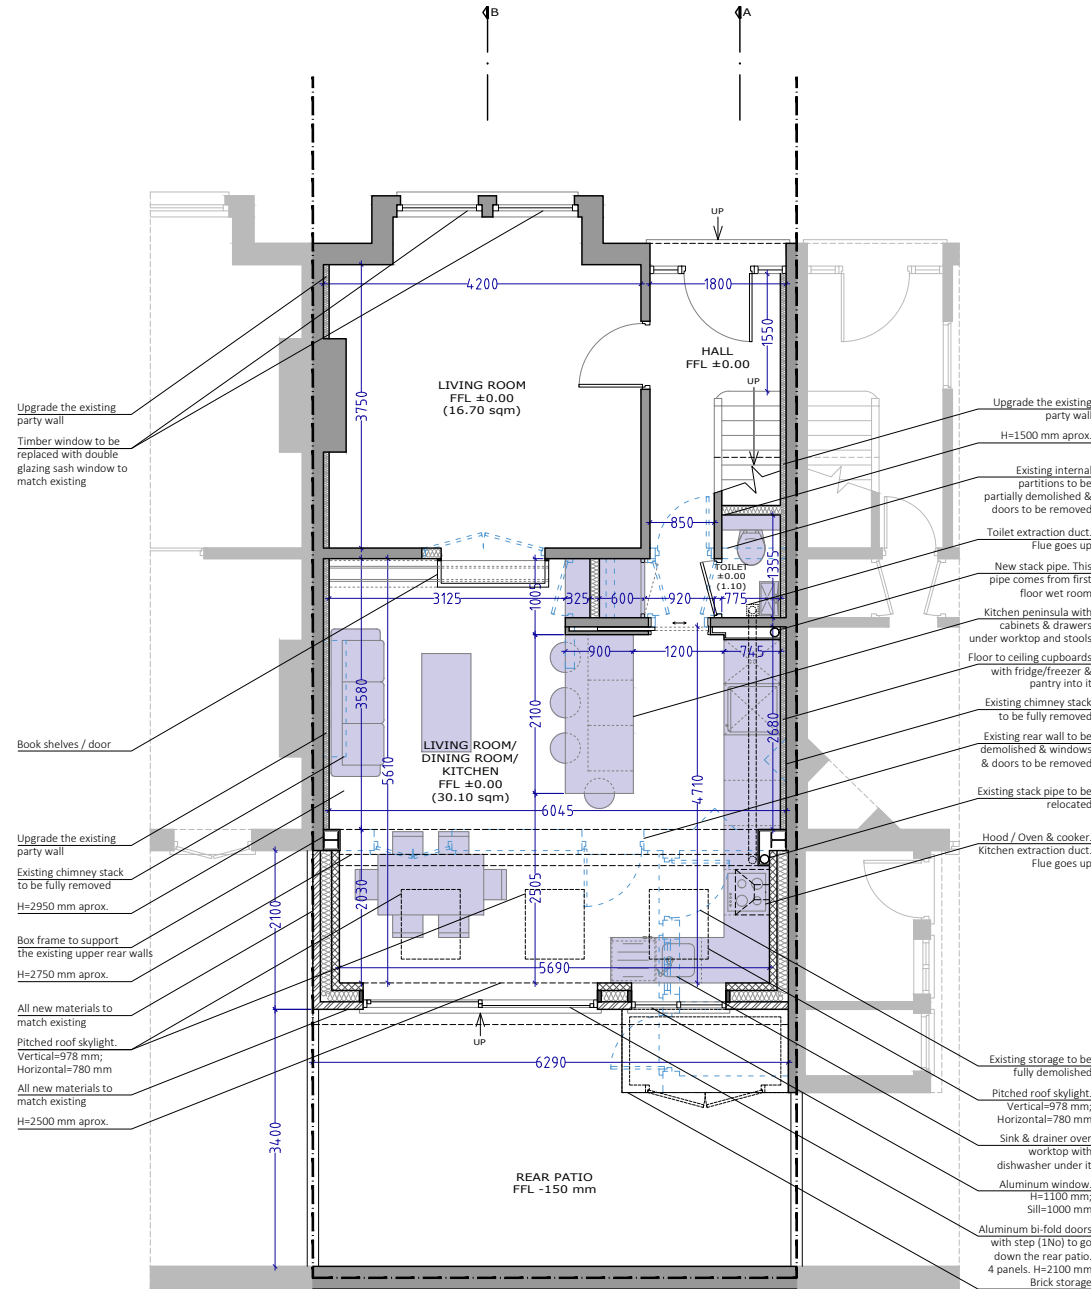 B
A
UP
4200
1800
1550
HALL
FFL ±0.00
UP
LIVING ROOM
FFL ±0.00
(16.70 sqm)
3750
850
TOILET
±0.00
(1.10)
1355
3125
1005
325
600
920
775
900
1200
745
3580
2100
2680
5610
4710
LIVING ROOM/
DINING ROOM/
KITCHEN
FFL ±0.00
(30.10 sqm)
6045
2100
2030
2505
5690
UP
6290
3400
REAR PATIO
FFL -150 mm
Upgrade the existing
party wall
Timber window to be
replaced with double
glazing sash window to
match existing
Book shelves / door
Upgrade the existing
party wall
Existing chimney stack
to be fully removed
H=2950 mm aprox.
Box frame to support
the existing upper rear walls
H=2750 mm aprox.
All new materials to
match existing
Pitched roof skylight.
Vertical=978 mm;
Horizontal=780 mm
All new materials to
match existing
H=2500 mm aprox.
Upgrade the existing
party wall
H=1500 mm aprox.
Existing internal
partitions to be
partially demolished &
doors to be removed
Toilet extraction duct.
Flue goes up
New stack pipe. This
pipe comes from first
floor wet room
Kitchen peninsula with
cabinets & drawers
under worktop and stools
Floor to ceiling cupboards
with fridge/freezer &
pantry into it
Existing chimney stack
to be fully removed
Existing rear wall to be
demolished & windows
& doors to be removed
Existing stack pipe to be
relocated
Hood / Oven & cooker.
Kitchen extraction duct.
Flue goes up
Existing storage to be
fully demolished
Pitched roof skylight.
Vertical=978 mm;
Horizontal=780 mm
Sink & drainer over
worktop with
dishwasher under it
Aluminum window.
H=1100 mm;
Sill=1000 mm
Aluminum bi-fold doors
with step (1No) to go
down the rear patio.
4 panels. H=2100 mm
Brick storage